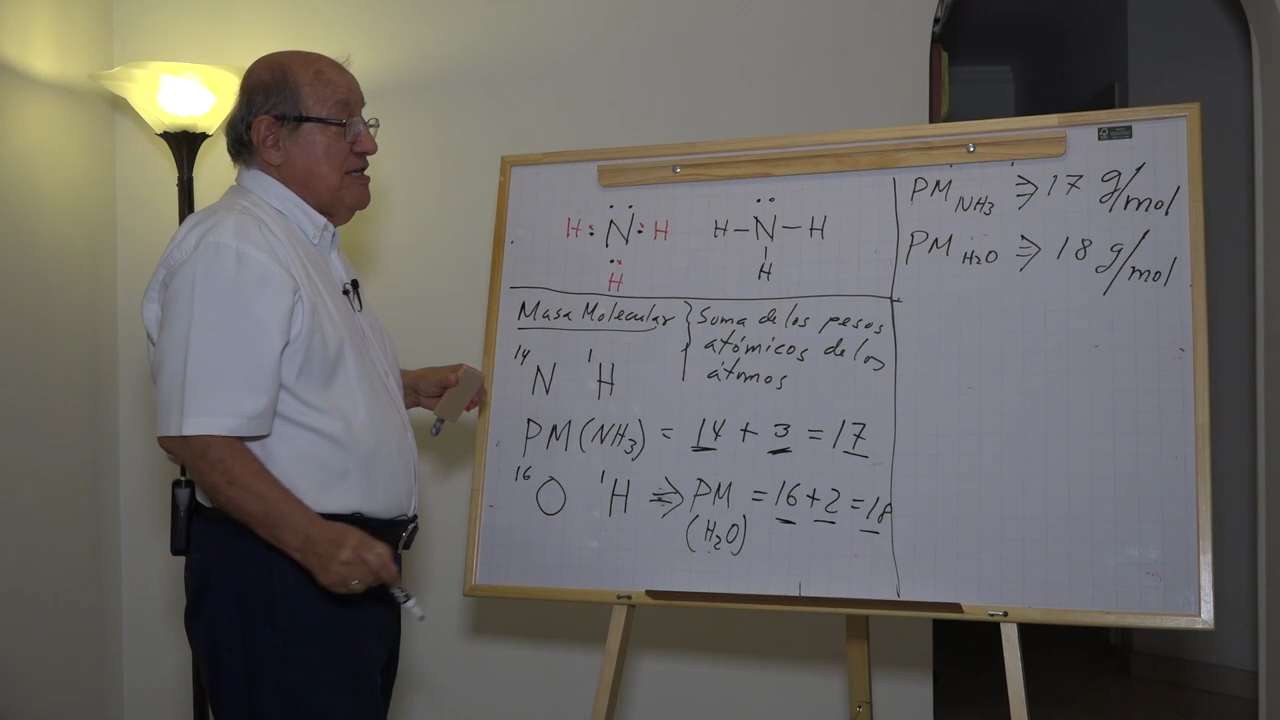 H : N : H
H
H – N – H
H
Masa Molecular } Suma de los pesos
atómicos de los
átomos
¹⁴N ¹H
PM (NH₃) = 14 + 3 = 17
¹⁶O ¹H ⇒ PM = 16 + 2 = 18
(H₂O)
PM NH₃ ⇒ 17 g/mol
PM H₂O ⇒ 18 g/mol